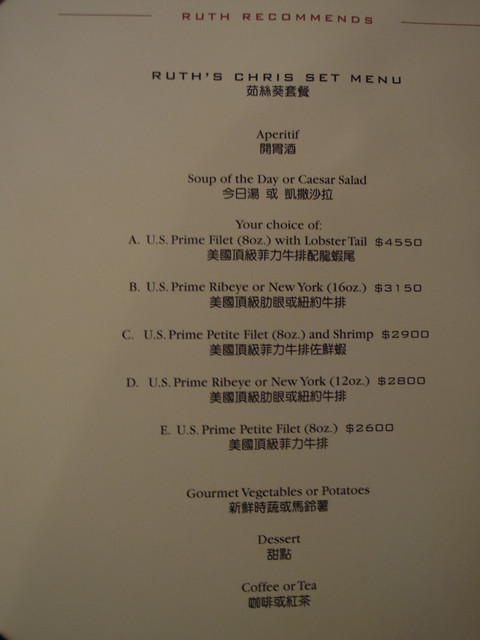 RUTH RECOMMENDS
RUTH'S CHRIS SET MENU
茹絲葵套餐
Aperitif
開胃酒
Soup of the Day or Caesar Salad
今日湯 或 凱撒沙拉
Your choice of:
A. U.S. Prime Filet (8oz.) with Lobster Tail $4550
美國頂級菲力牛排配龍蝦尾
B. U.S. Prime Ribeye or New York (16oz.) $3150
美國頂級肋眼或紐約牛排
C. U.S. Prime Petite Filet (8oz.) and Shrimp $2900
美國頂級菲力牛排佐鮮蝦
D. U.S. Prime Ribeye or New York (12oz.) $2800
美國頂級肋眼或紐約牛排
E. U.S. Prime Petite Filet (8oz.) $2600
美國頂級菲力牛排
Gourmet Vegetables or Potatoes
新鮮時蔬或馬鈴薯
Dessert
甜點
Coffee or Tea
咖啡或紅茶